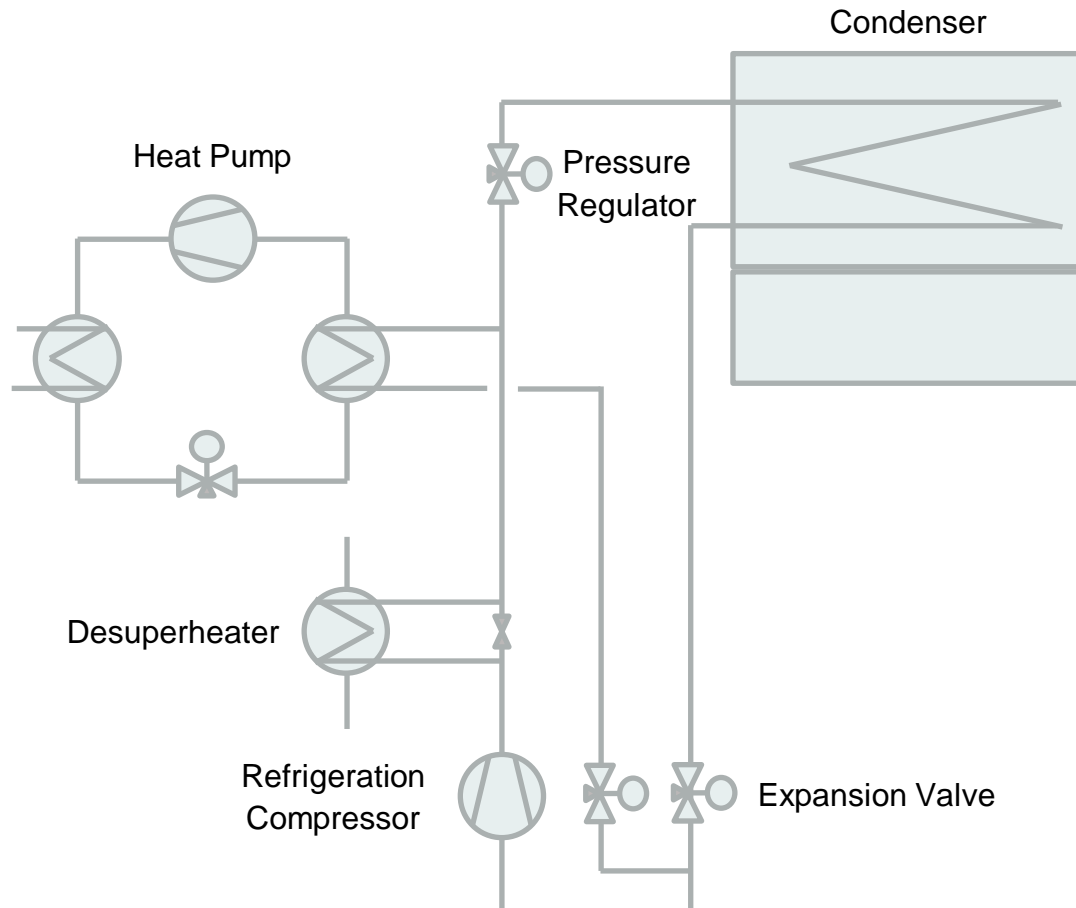 Condenser
Heat Pump
Pressure
Regulator
Desuperheater
Refrigeration
Compressor
Expansion Valve